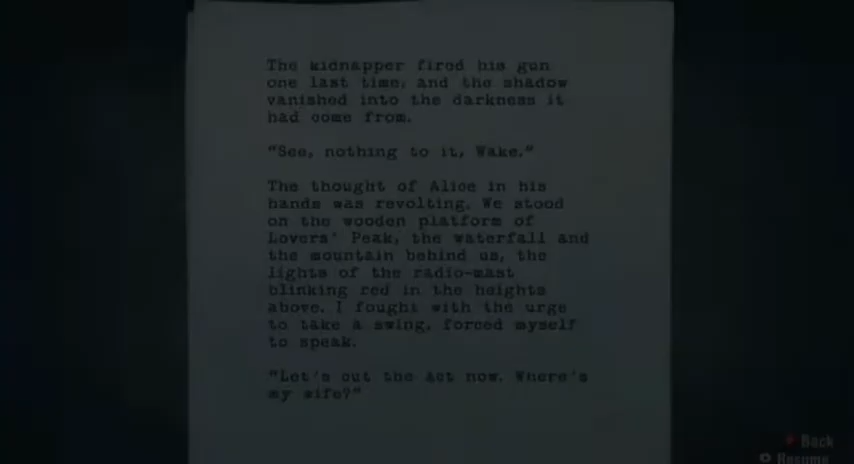 The kidnapper fired his gun
one last time, and the shadow
vanished into the darkness it
had come from.
"See, nothing to it, Wake."
The thought of Alice in his
hands was revolting. We stood
on the wooden platform of
Lovers' Peak, the waterfall and
the mountain behind us, the
lights of the radio-mast
blinking red in the heights
above. I fought with the urge
to take a swing, forced myself
to speak.
"Let's cut the act now. Where's
my wife?"
Back
Resume